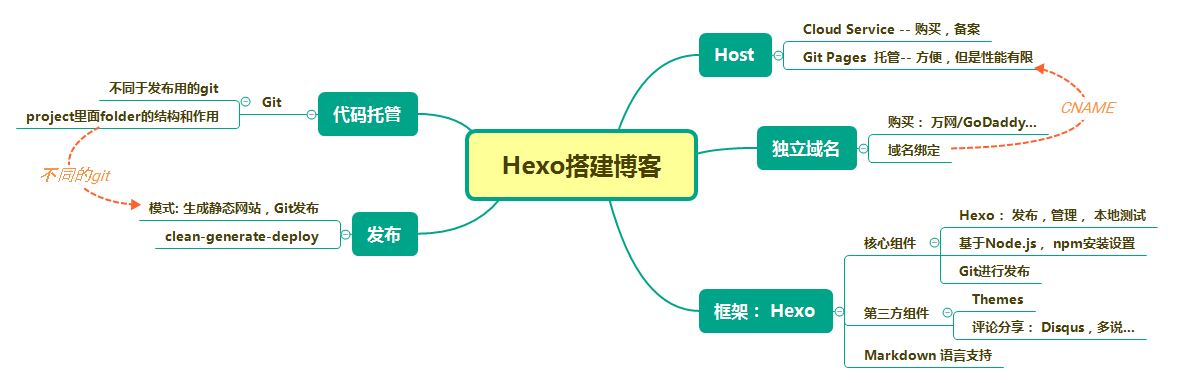 Hexo搭建博客
Host
Cloud Service -- 购买，备案
Git Pages 托管-- 方便，但是性能有限
独立域名
购买： 万网/GoDaddy...
域名绑定
CNAME
框架： Hexo
核心组件
Hexo： 发布，管理， 本地测试
基于Node.js， npm安装设置
Git进行发布
第三方组件
Themes
评论分享： Disqus，多说...
Markdown 语言支持
代码托管
Git
不同于发布用的git
project里面folder的结构和作用
不同的git
发布
模式: 生成静态网站，Git发布
clean-generate-deploy